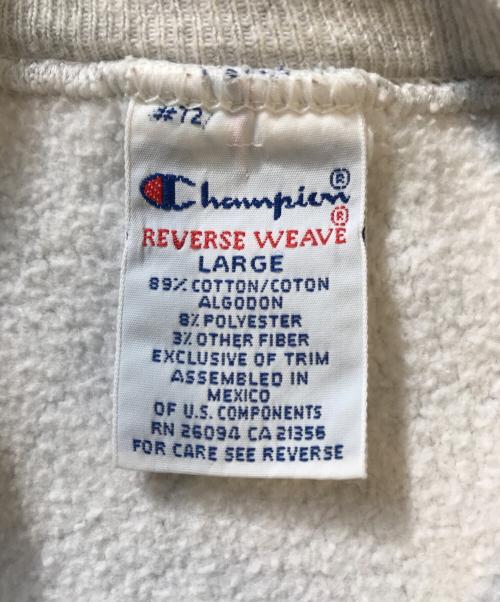 #72
Champion®
REVERSE WEAVE®
LARGE
89% COTTON/COTON
ALGODON
8% POLYESTER
3% OTHER FIBER
EXCLUSIVE OF TRIM
ASSEMBLED IN
MEXICO
OF U.S. COMPONENTS
RN 26094 CA 21356
FOR CARE SEE REVERSE